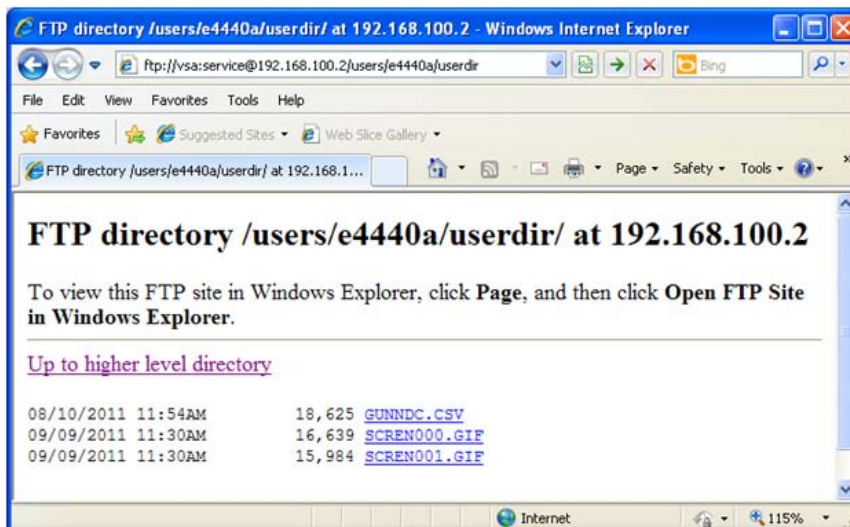 FTP directory /users/e4440a/userdir/ at 192.168.100.2 - Windows Internet Explorer
ftp://vsa:service@192.168.100.2/users/e4440a/userdir
Bing
File Edit View Favorites Tools Help
Favorites Suggested Sites Web Slice Gallery
FTP directory /users/e4440a/userdir/ at 192.168.1... Page Safety Tools »
FTP directory /users/e4440a/userdir/ at 192.168.100.2
To view this FTP site in Windows Explorer, click Page, and then click Open FTP Site
in Windows Explorer.
Up to higher level directory
08/10/2011 11:54AM 18,625 GUNNDC.CSV
09/09/2011 11:30AM 16,639 SCREN000.GIF
09/09/2011 11:30AM 15,984 SCREN001.GIF
Internet 115%